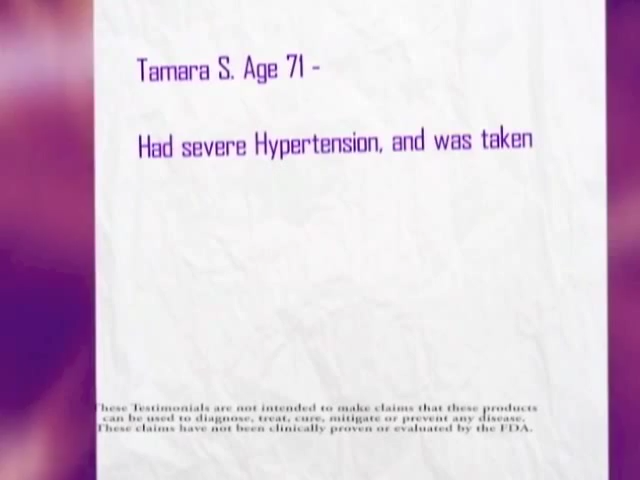 Tamara S. Age 71 -
Had severe Hypertension, and was taken
These Testimonials are not intended to make claims that these products
can be used to diagnose, treat, cure, mitigate or prevent any disease.
These claims have not been clinically proven or evaluated by the FDA.